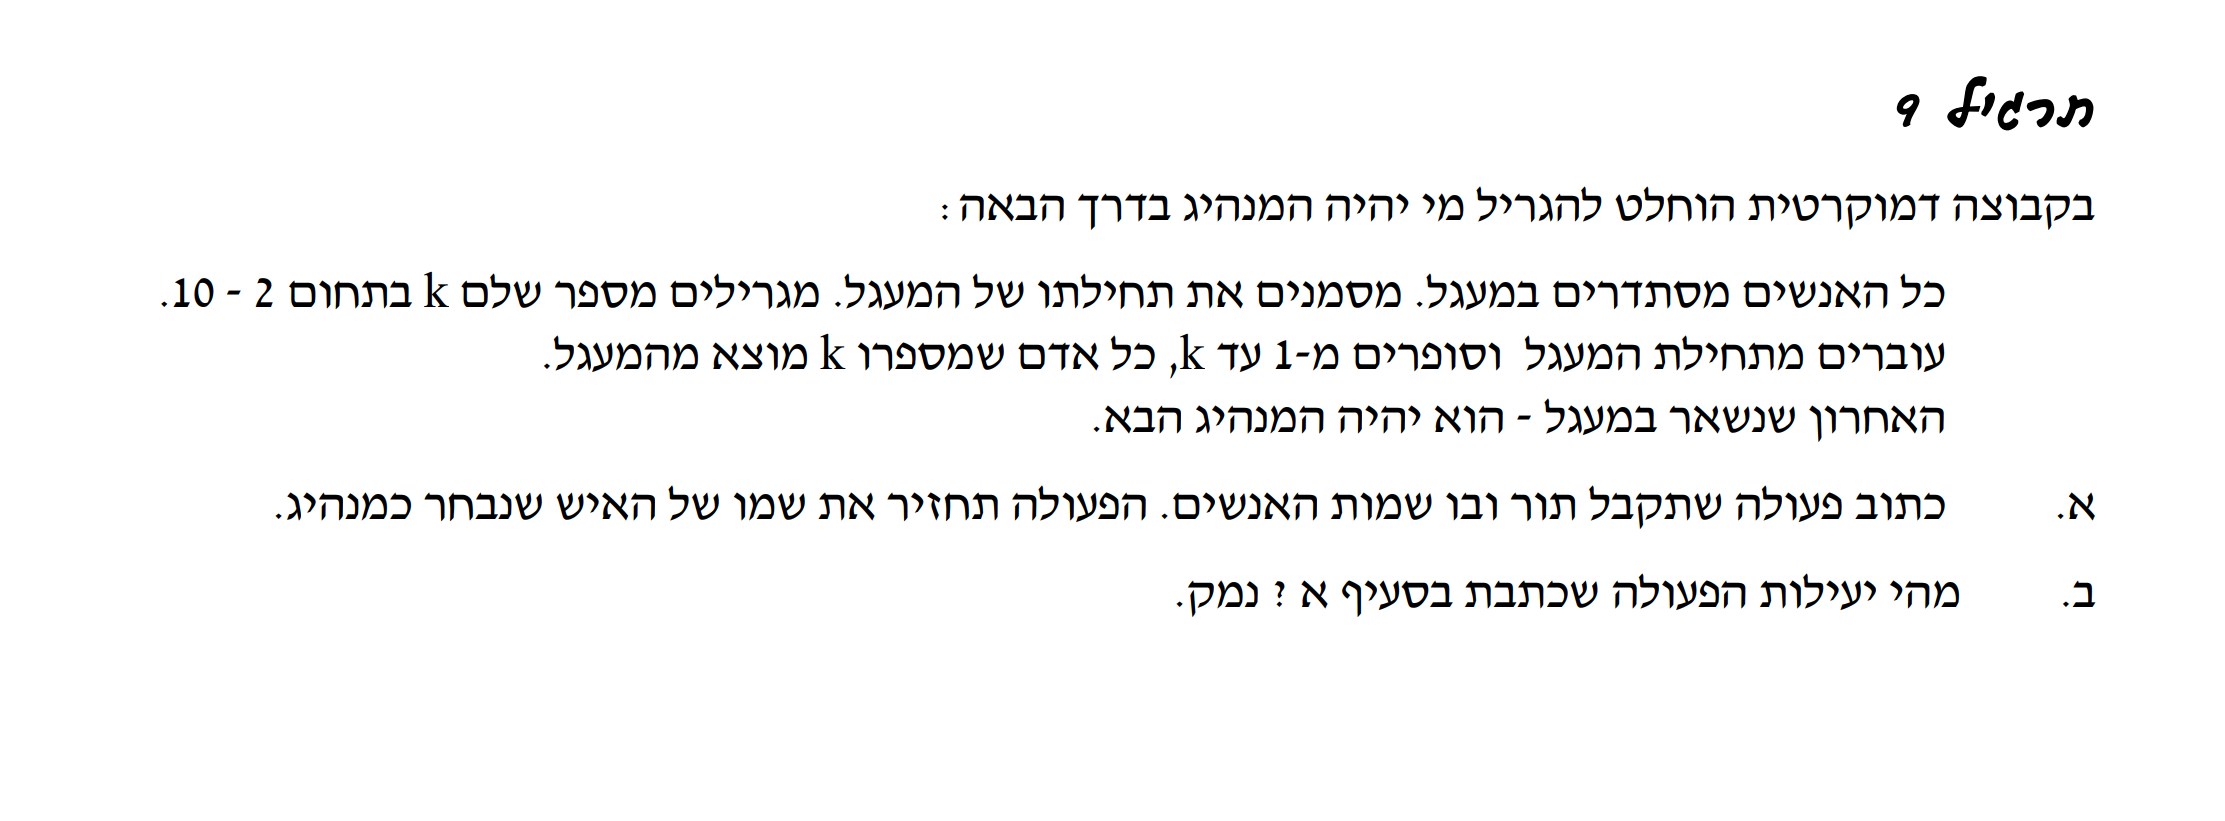 תרגיל 9
בקבוצה דמוקרטית הוחלט להגריל מי יהיה המנהיג בדרך הבאה:
כל האנשים מסתדרים במעגל. מסמנים את תחילתו של המעגל. מגרילים מספר שלם k בתחום 2 - 10.
עוברים מתחילת המעגל וסופרים מ-1 עד k, כל אדם שמספרו k מוצא מהמעגל.
האחרון שנשאר במעגל - הוא יהיה המנהיג הבא.
א. כתוב פעולה שתקבל תור ובו שמות האנשים. הפעולה תחזיר את שמו של האיש שנבחר כמנהיג.
ב. מהי יעילות הפעולה שכתבת בסעיף א ? נמק.